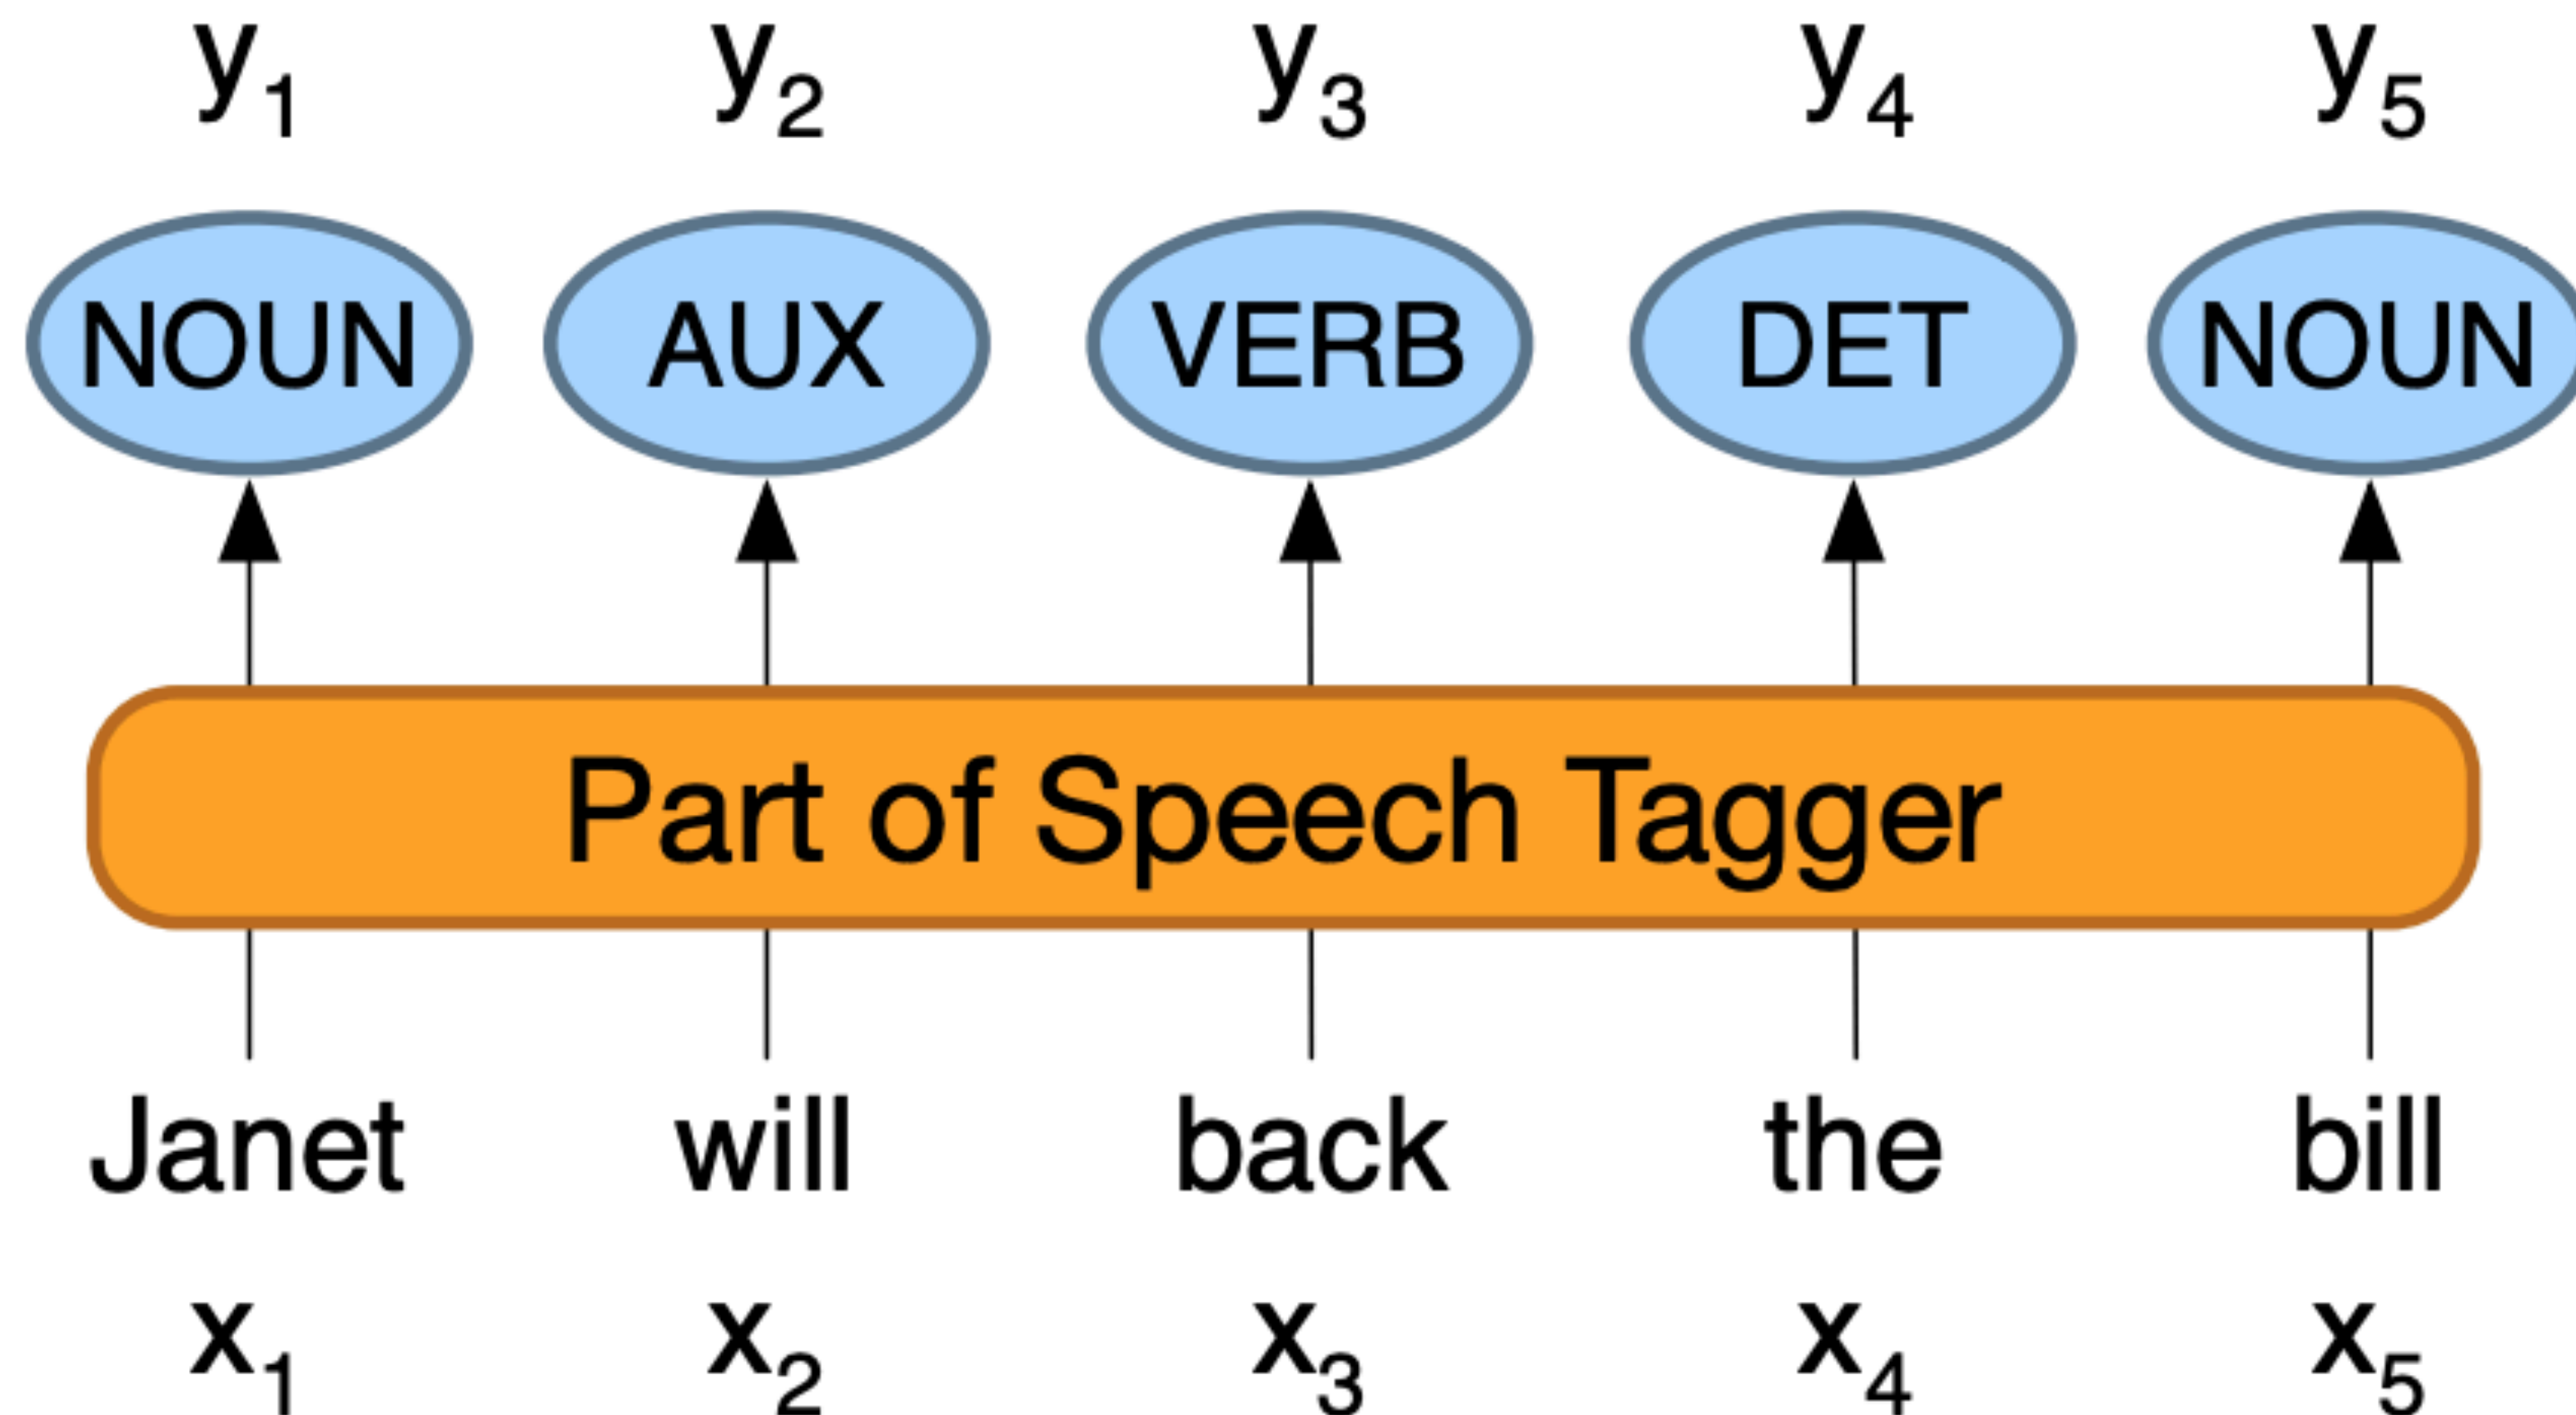 y1 y2 y3 y4 y5
NOUN AUX VERB DET NOUN
Part of Speech Tagger
Janet will back the bill
x1 x2 x3 x4 x5